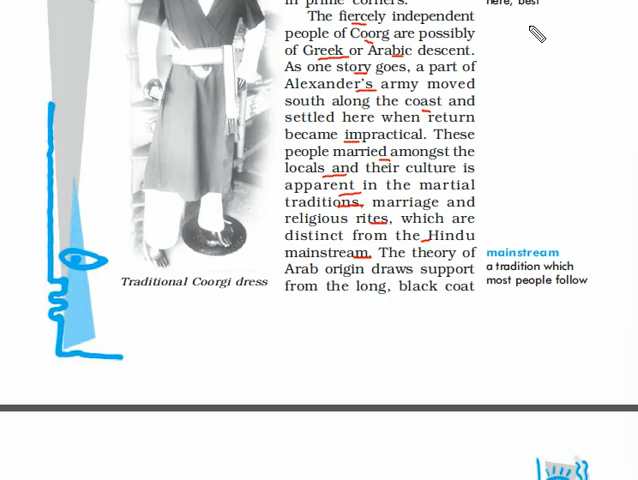 in prime corners.
here, best
The fiercely independent
people of Coorg are possibly
of Greek or Arabic descent.
As one story goes, a part of
Alexander's army moved
south along the coast and
settled here when return
became impractical. These
people married amongst the
locals and their culture is
apparent in the martial
traditions, marriage and
religious rites, which are
distinct from the Hindu
mainstream. The theory of
Arab origin draws support
from the long, black coat
mainstream
a tradition which
most people follow
Traditional Coorgi dress